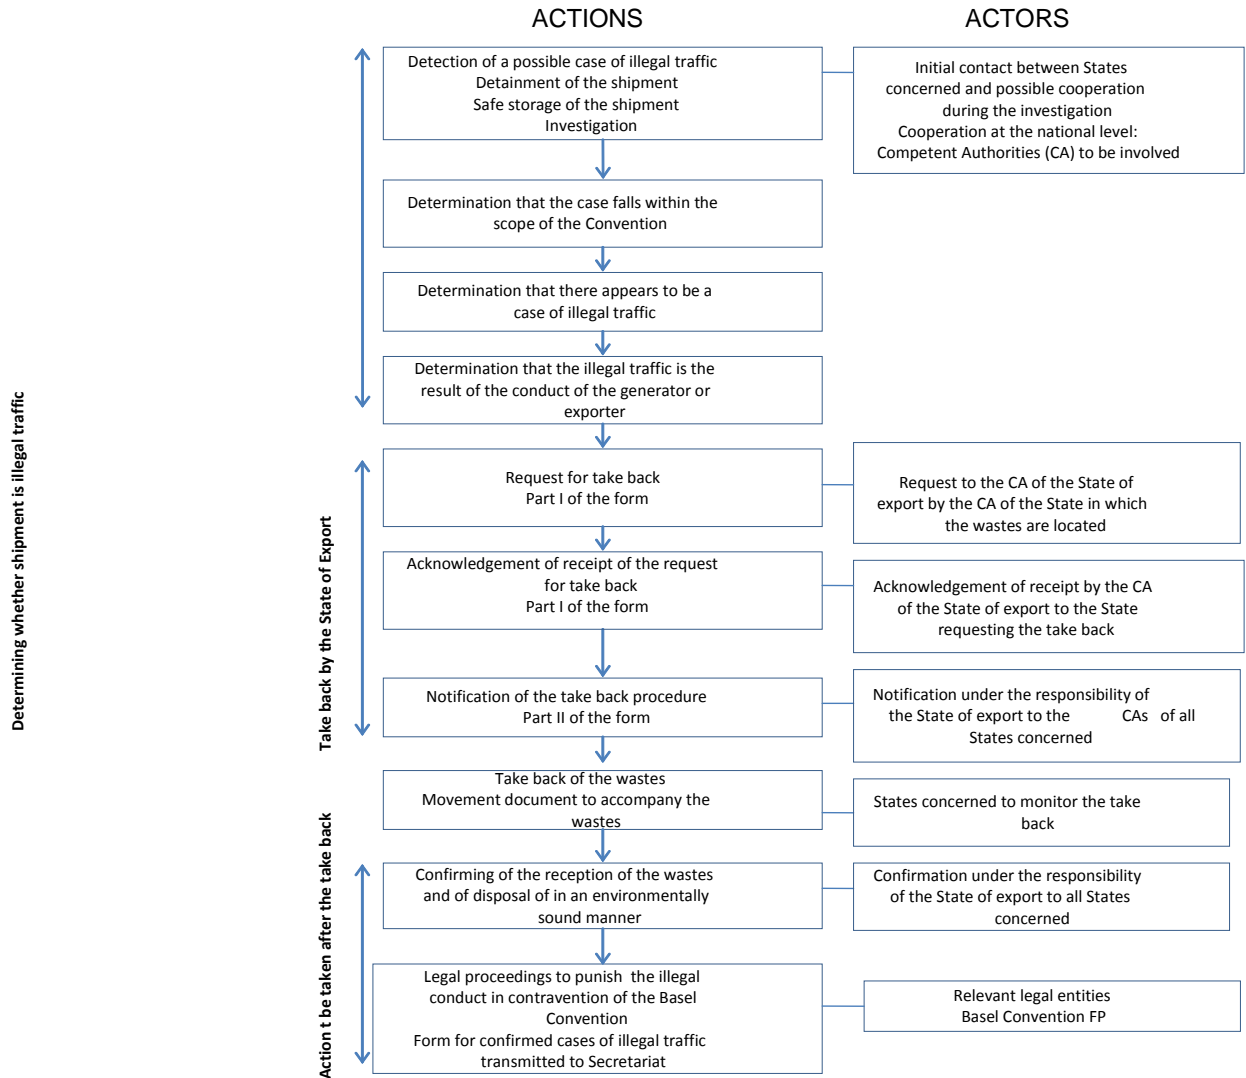 ACTIONS
ACTORS
Detection of a possible case of illegal traffic
Detainment of the shipment
Safe storage of the shipment
Investigation
Initial contact between States
concerned and possible cooperation
during the investigation
Cooperation at the national level:
Competent Authorities (CA) to be involved
Determination that the case falls within the
scope of the Convention
Determination that there appears to be a
case of illegal traffic
Determination that the illegal traffic is the
result of the conduct of the generator or
exporter
Determining whether shipment is illegal traffic
Request for take back
Part I of the form
Request to the CA of the State of
export by the CA of the State in which
the wastes are located
Acknowledgement of receipt of the request
for take back
Part I of the form
Acknowledgement of receipt by the CA
of the State of export to the State
requesting the take back
Notification of the take back procedure
Part II of the form
Notification under the responsibility of
the State of export to the CAs of all
States concerned
Take back by the State of Export
Take back of the wastes
Movement document to accompany the
wastes
States concerned to monitor the take
back
Confirming of the reception of the wastes
and of disposal of in an environmentally
sound manner
Confirmation under the responsibility
of the State of export to all States
concerned
Legal proceedings to punish the illegal
conduct in contravention of the Basel
Convention
Form for confirmed cases of illegal traffic
transmitted to Secretariat
Relevant legal entities
Basel Convention FP
Action t be taken after the take back